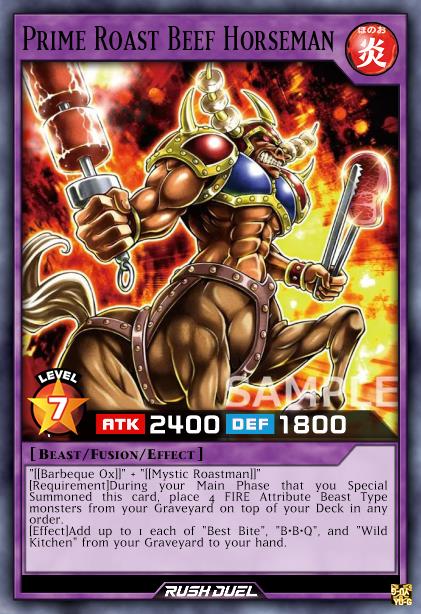 Prime Roast Beef Horseman
ほのお
炎
SAMPLE
LEVEL
7
ATK 2400 DEF 1800
[Beast/Fusion/Effect]
"[[Barbeque Ox]]" + "[[Mystic Roastman]]"
[Requirement]During your Main Phase that you Special
Summoned this card, place 4 FIRE Attribute Beast Type
monsters from your Graveyard on top of your Deck in any
order.
[Effect]Add up to 1 each of "Best Bite", "B•B•Q", and "Wild
Kitchen" from your Graveyard to your hand.
RUSH DUEL